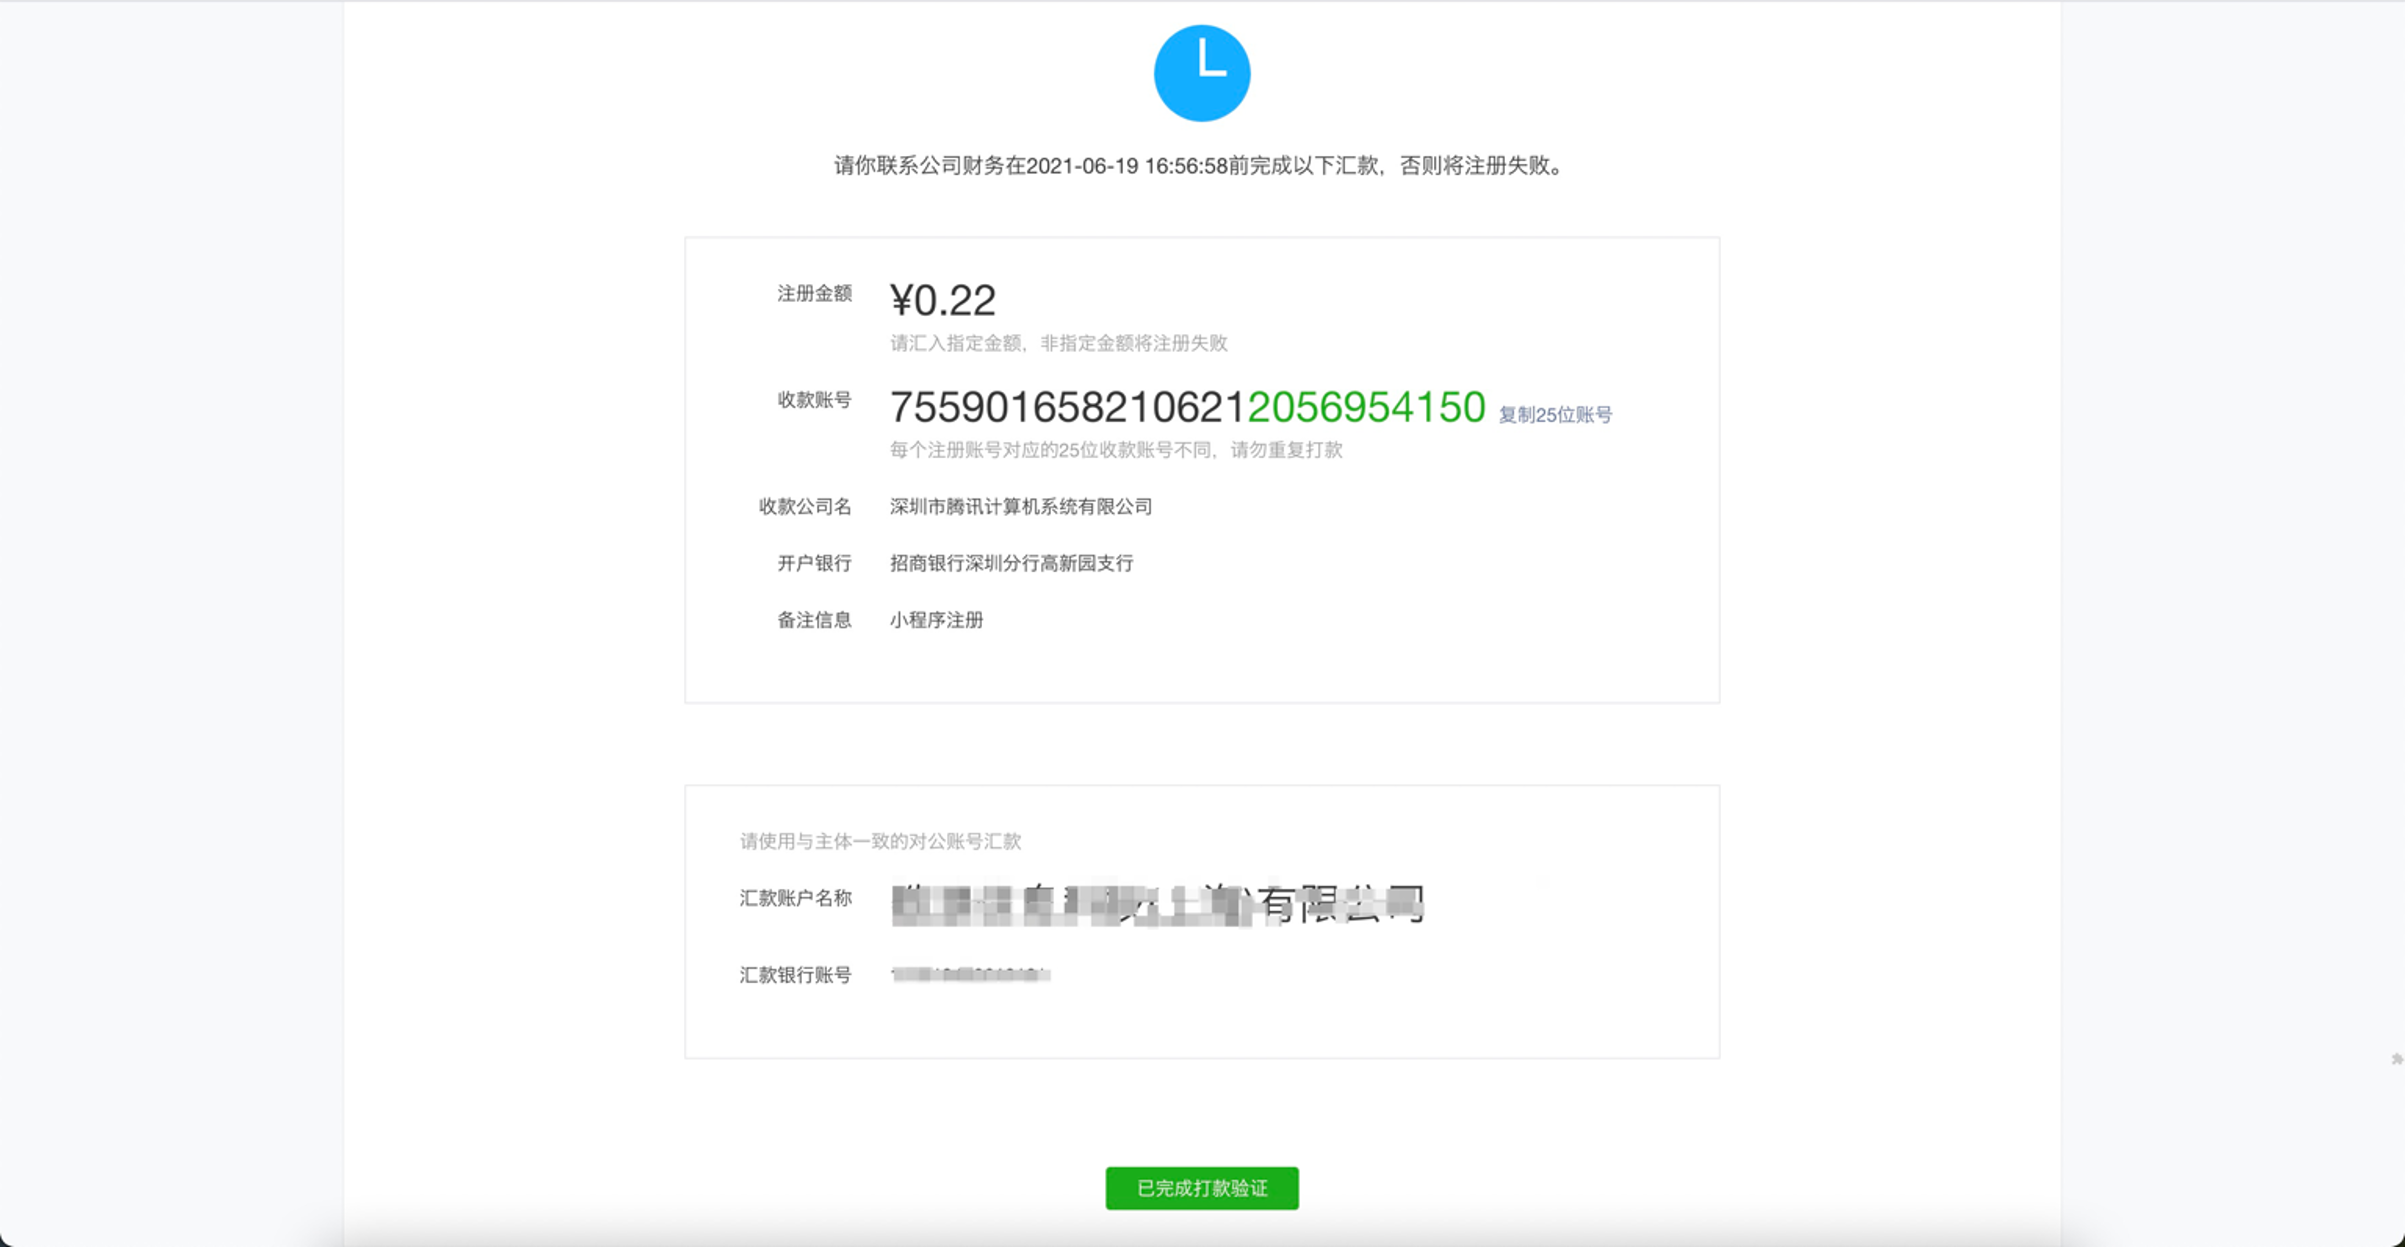 请你联系公司财务在2021-06-19 16:56:58前完成以下汇款，否则将注册失败。
注册金额 ¥0.22
请汇入指定金额，非指定金额将注册失败
收款账号 7559016582106212056954150 复制25位账号
每个注册账号对应的25位收款账号不同，请勿重复打款
收款公司名 深圳市腾讯计算机系统有限公司
开户银行 招商银行深圳分行高新园支行
备注信息 小程序注册
请使用与主体一致的对公账号汇款
汇款账户名称 有限公司
汇款银行账号
已完成打款验证